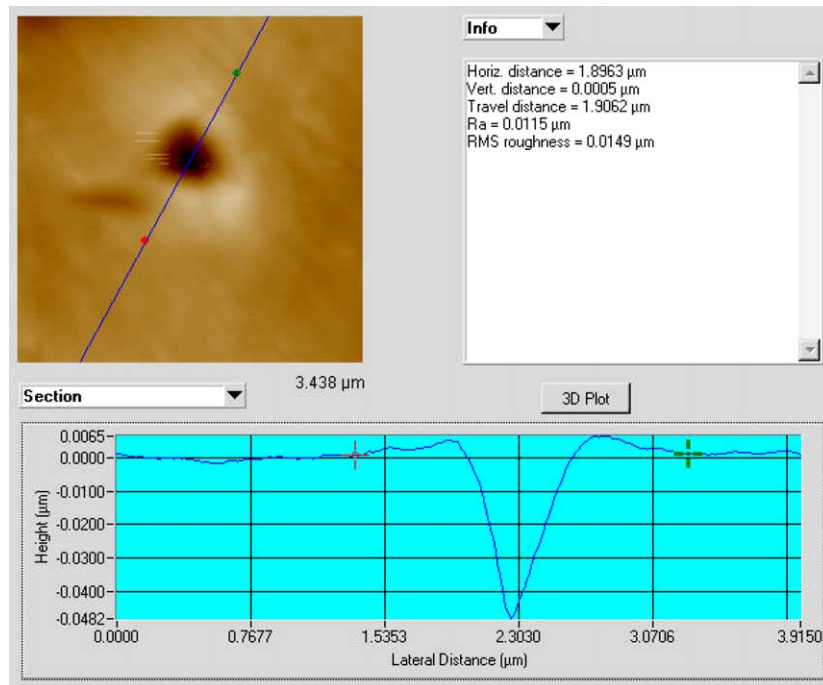 Info
Horiz. distance = 1.8963 µm
Vert. distance = 0.0005 µm
Travel distance = 1.9062 µm
Ra = 0.0115 µm
RMS roughness = 0.0149 µm
3.438 µm
Section
3D Plot
0.0065
0.0000
-0.0100
-0.0200
-0.0300
-0.0400
-0.0482
Height (µm)
0.0000 0.7677 1.5353 2.3030 3.0706 3.9150
Lateral Distance (µm)